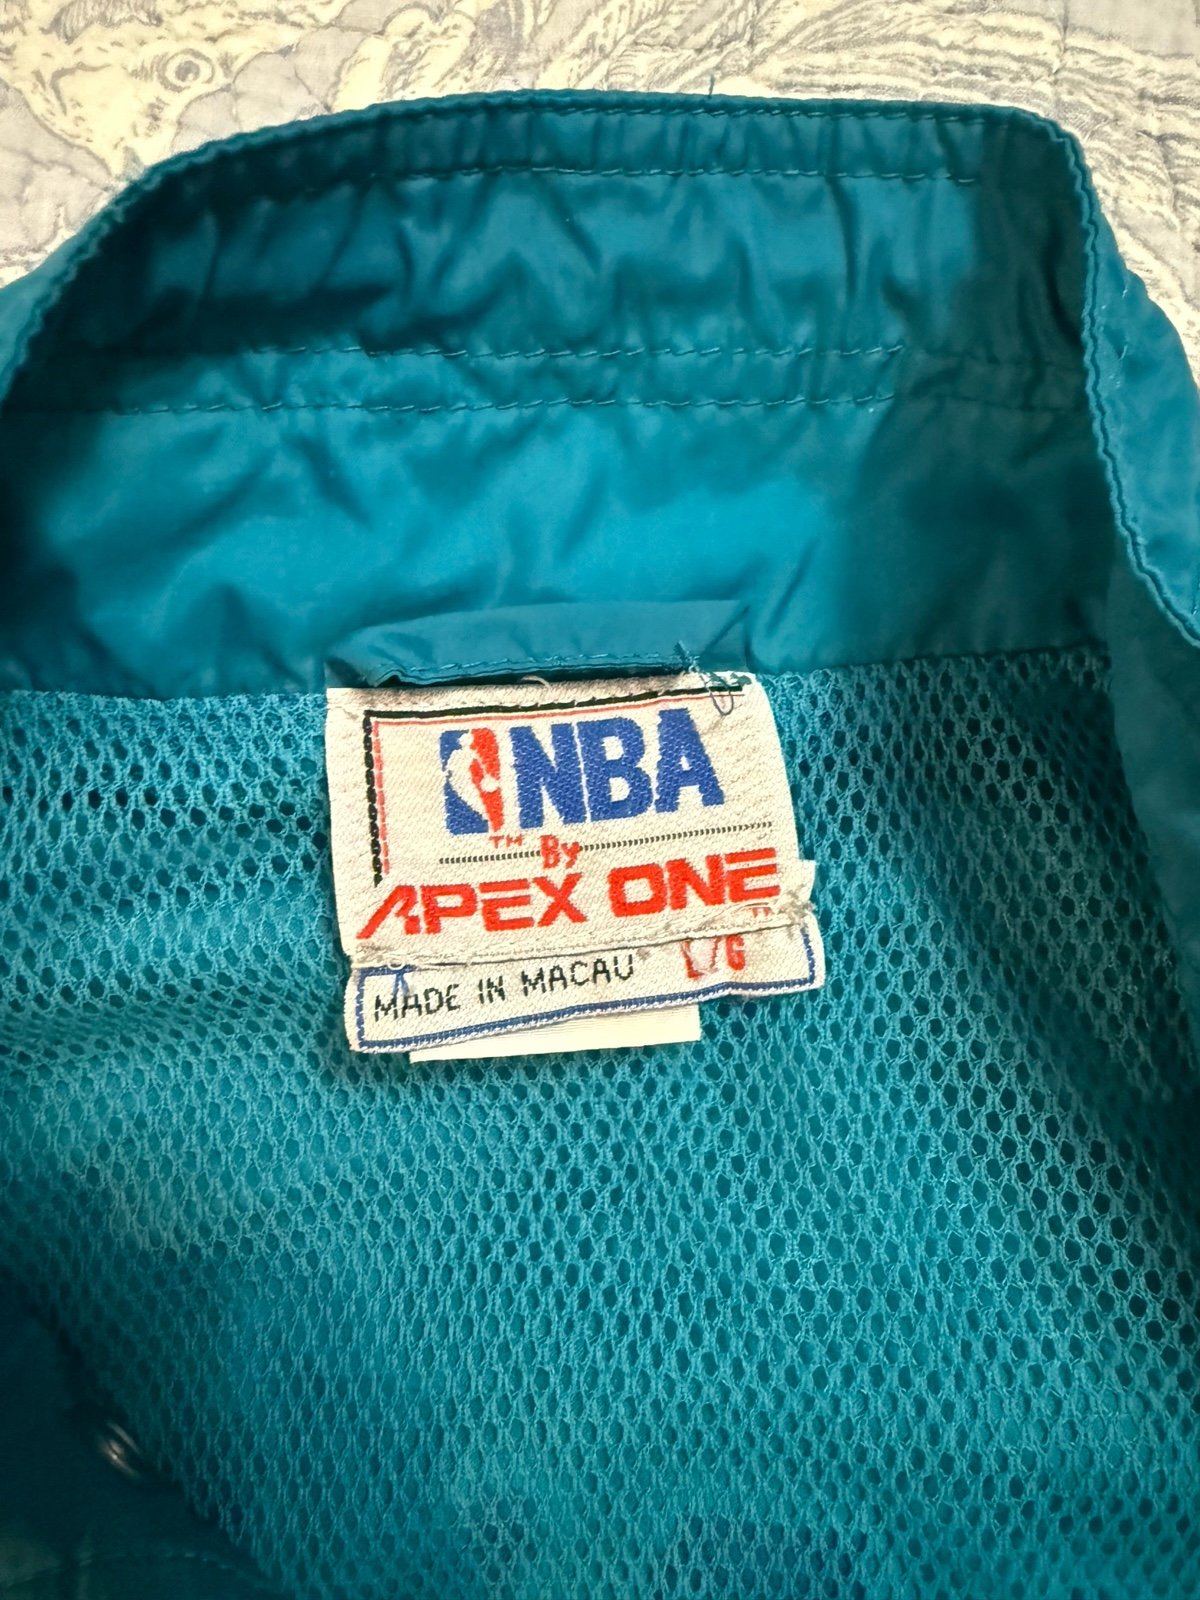 NBA
TM By
APEX ONE
TM
MADE IN MACAU L/G